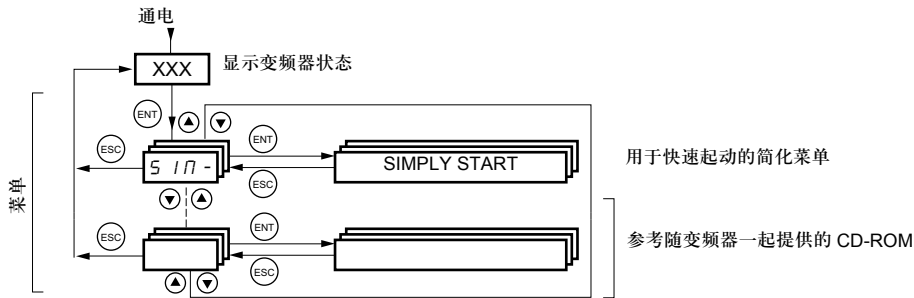 通电
XXX
显示变频器状态
ENT
ESC
ENT
SIM-
SIMPLY START
ESC
用于快速起动的简化菜单
菜单
ESC
ENT
ESC
参考随变频器一起提供的 CD-ROM